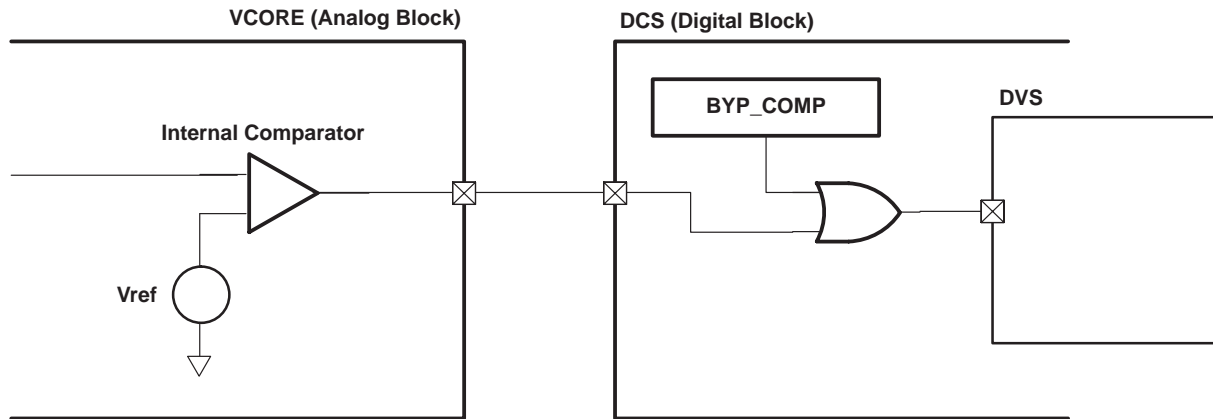 VCORE (Analog Block)
DCS (Digital Block)
BYP_COMP
DVS
Internal Comparator
Vref